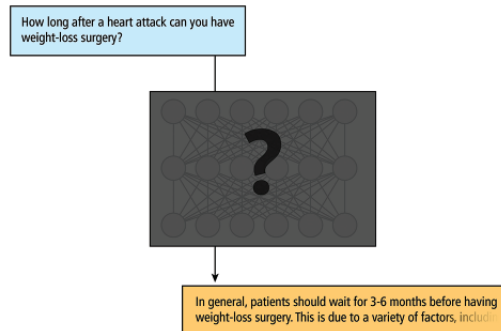 How long after a heart attack can you have
weight-loss surgery?
?
In general, patients should wait for 3-6 months before having
weight-loss surgery. This is due to a variety of factors, including